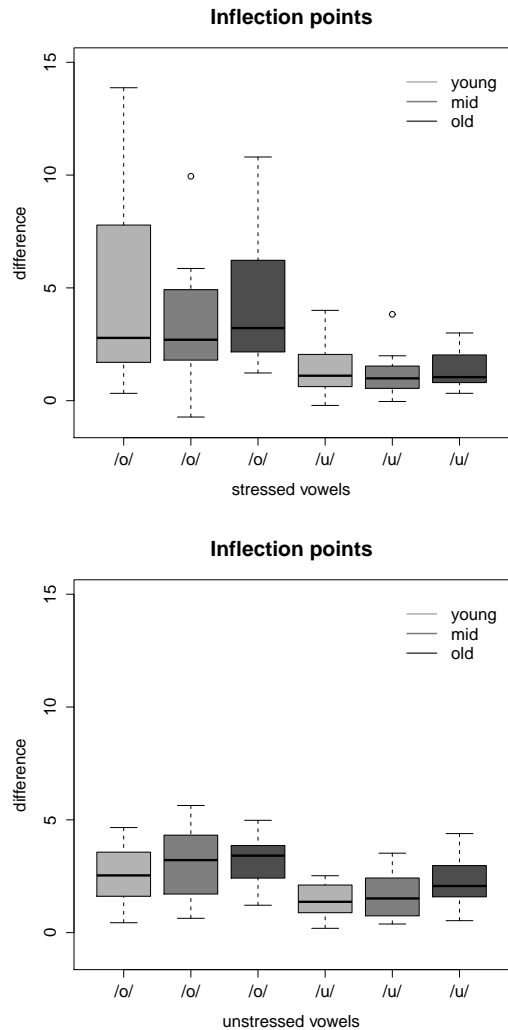 Inflection points
15
10
5
0
difference
young
mid
old
/o/ /o/ /o/ /u/ /u/ /u/
stressed vowels
Inflection points
15
10
5
0
difference
young
mid
old
/o/ /o/ /o/ /u/ /u/ /u/
unstressed vowels